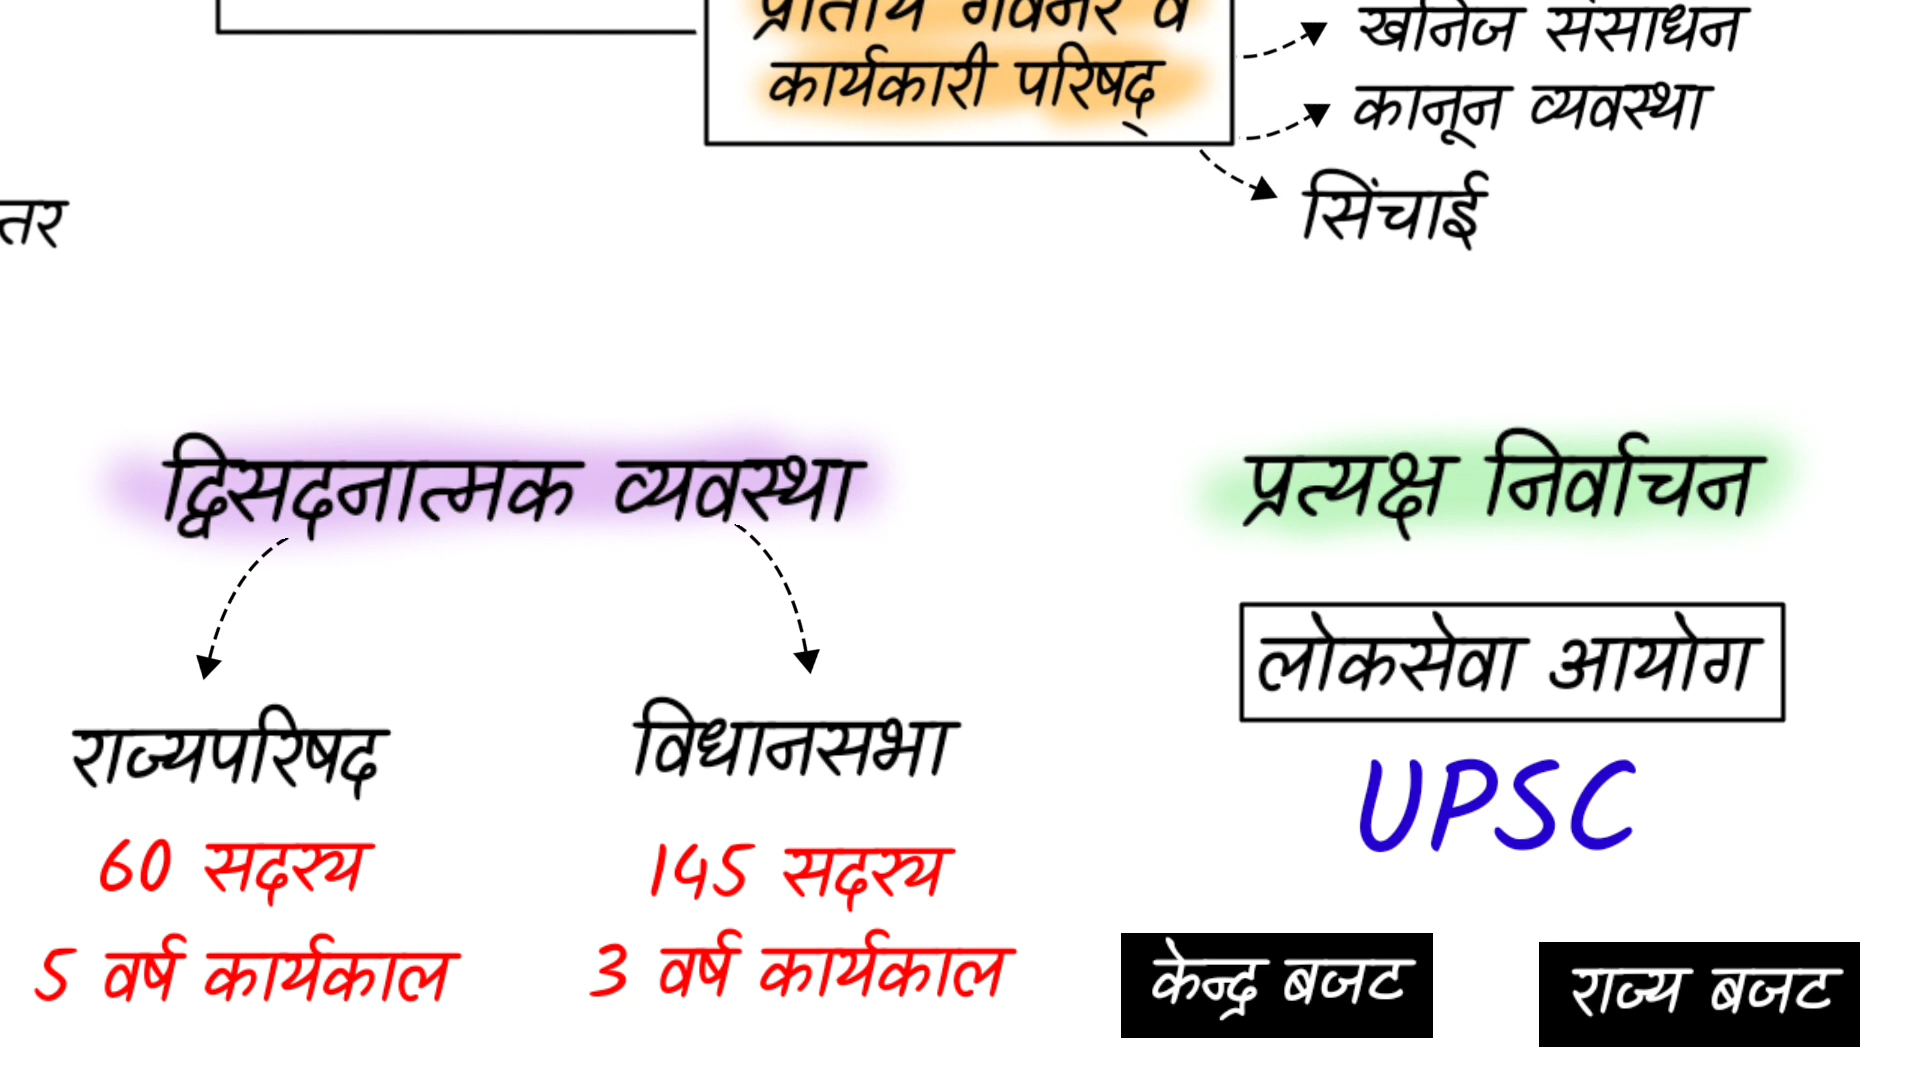 प्रांतीय गवर्नर व
कार्यकारी परिषद्
खनिज संसाधन
कानून व्यवस्था
सिंचाई
तर
द्विसदनात्मक व्यवस्था
राज्यपरिषद
60 सदस्य
5 वर्ष कार्यकाल
विधानसभा
145 सदस्य
3 वर्ष कार्यकाल
प्रत्यक्ष निर्वाचन
लोकसेवा आयोग
UPSC
केन्द्र बजट
राज्य बजट